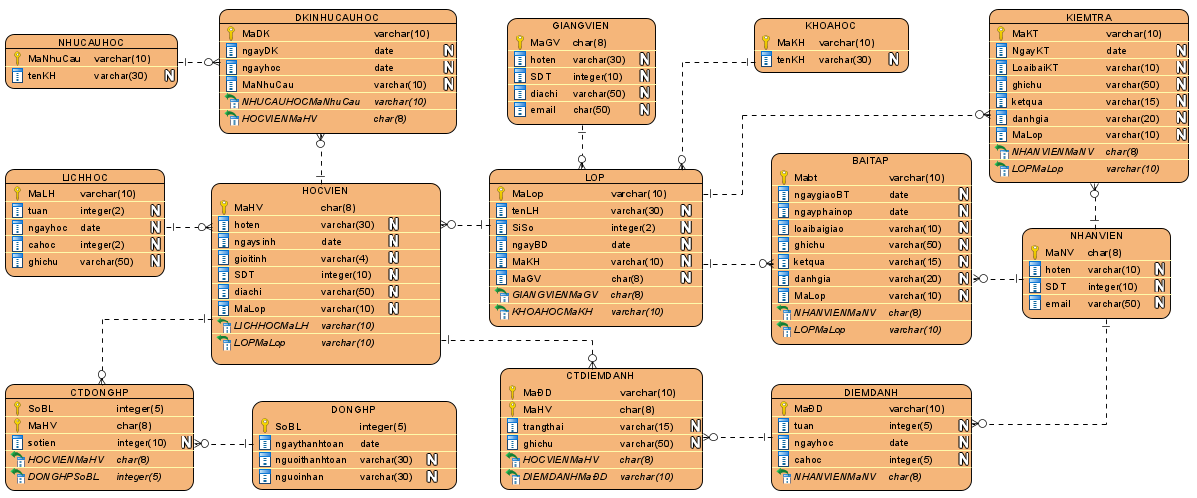 NHUCAUHOC
MaNhuCau varchar(10)
tenKH varchar(30) N
DKINHUCAUHOC
MaDK varchar(10)
ngayDK date N
ngayhoc date N
MaNhuCau varchar(10) N
NHUCAUHOCMaNhuCau varchar(10)
HOCVIENMaHV char(8)
GIANGVIEN
MaGV char(8)
hoten varchar(30) N
SDT integer(10) N
diachi varchar(50) N
email char(50) N
KHOAHOC
MaKH varchar(10)
tenKH varchar(30) N
KIEMTRA
MaKT varchar(10)
NgayKT date N
LoaibaiKT varchar(10) N
ghichu varchar(50) N
ketqua varchar(15) N
danhgia varchar(20) N
MaLop varchar(10) N
NHANVIENMaNV char(8)
LOPMaLop varchar(10)
LICHHOC
MaLH varchar(10)
tuan integer(2) N
ngayhoc date N
cahoc integer(2) N
ghichu varchar(50) N
HOCVIEN
MaHV char(8)
hoten varchar(30) N
ngaysinh date N
gioitinh varchar(4) N
SDT integer(10) N
diachi varchar(50) N
MaLop varchar(10) N
LICHHOCMaLH varchar(10)
LOPMaLop varchar(10)
LOP
MaLop varchar(10)
tenLH varchar(30) N
SiSo integer(2) N
ngayBD date N
MaKH varchar(10) N
MaGV char(8) N
GIANGVIENMaGV char(8)
KHOAHOCMaKH varchar(10)
BAITAP
Mabt varchar(10)
ngaygiaoBT date N
ngayphainop date N
loaibaigiao varchar(10) N
ghichu varchar(50) N
ketqua varchar(15) N
danhgia varchar(20) N
MaLop varchar(10) N
NHANVIENMaNV char(8)
LOPMaLop varchar(10)
NHANVIEN
MaNV char(8)
hoten varchar(10) N
SDT integer(10) N
email varchar(50) N
CTDONGHP
SoBL integer(5)
MaHV char(8)
sotien integer(10) N
HOCVIENMaHV char(8)
DONGHPSoBL integer(5)
DONGHP
SoBL integer(5)
ngaythanhtoan date
nguoithanhtoan varchar(30) N
nguoinhan varchar(30) N
CTDIEMDANH
MaĐD varchar(10)
MaHV char(8)
trangthai varchar(15) N
ghichu varchar(50) N
HOCVIENMaHV char(8)
DIEMDANHMaĐD varchar(10)
DIEMDANH
MaĐD varchar(10)
tuan integer(5) N
ngayhoc date N
cahoc integer(5) N
NHANVIENMaNV char(8)